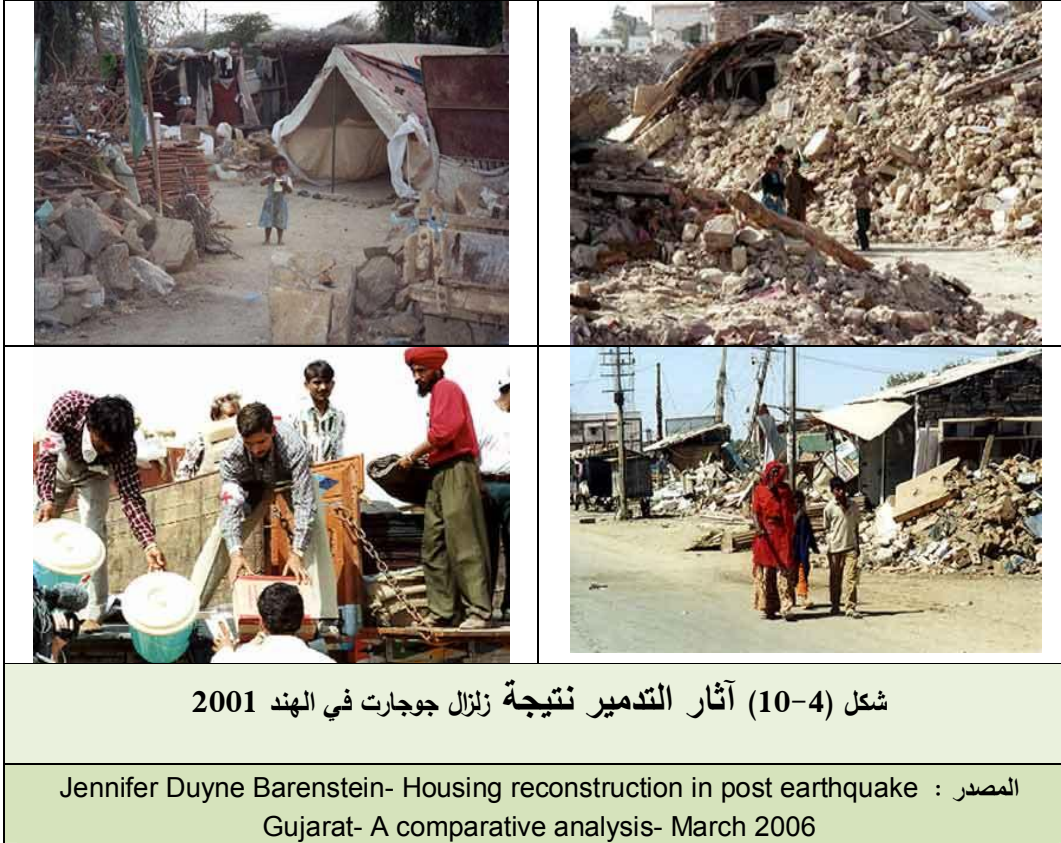 شكل (4-10) آثار التدمير نتيجة زلزال جوجارت في الهند 2001
المصدر : Jennifer Duyne Barenstein- Housing reconstruction in post earthquake
Gujarat- A comparative analysis- March 2006